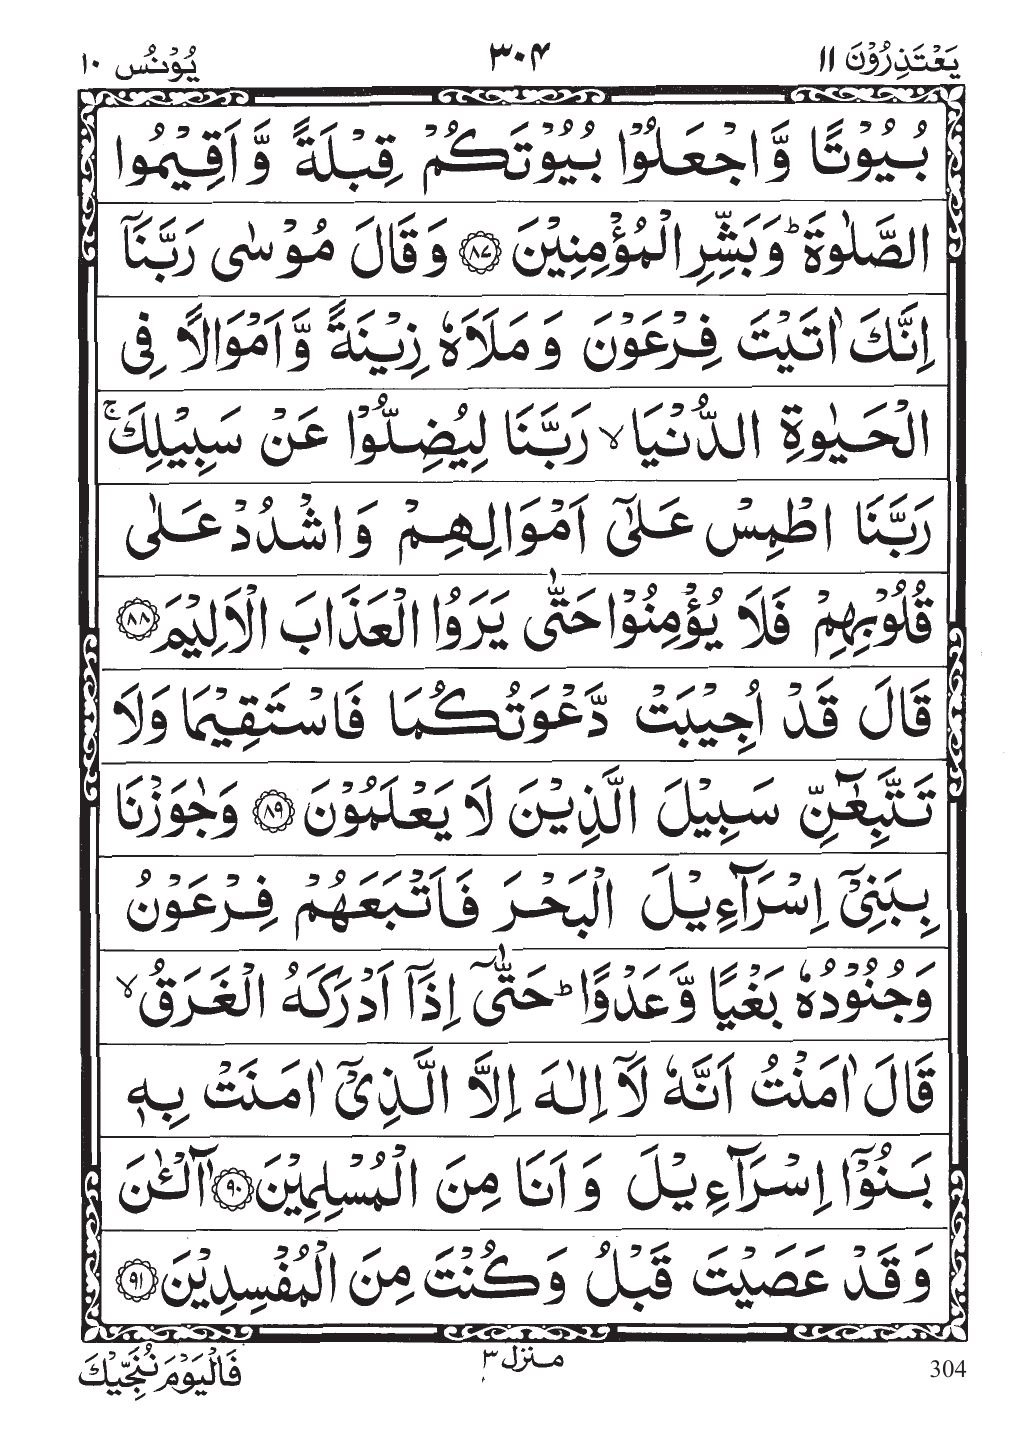 يَعْتَذِرُوْنَ ١١ ٣٠٤ يُوْنُس ١٠
بُيُوْتًا وَّاجْعَلُوْا بُيُوْتَكُمْ قِبْلَةً وَّاَقِيْمُوا
الصَّلٰوةَ ؕ وَبَشِّرِ الْمُؤْمِنِيْنَ ۝٨٧ وَقَالَ مُوْسٰى رَبَّنَاۤ
اِنَّكَ اٰتَيْتَ فِرْعَوْنَ وَمَلَاَهٗ زِيْنَةً وَّاَمْوَالًا فِى
الْحَيٰوةِ الدُّنْيَا ۙ رَبَّنَا لِيُضِلُّوْا عَنْ سَبِيْلِكَ ۚ
رَبَّنَا اطْمِسْ عَلٰٓى اَمْوَالِهِمْ وَاشْدُدْ عَلٰى
قُلُوْبِهِمْ فَلَا يُؤْمِنُوْا حَتّٰى يَرَوُا الْعَذَابَ الْاَلِيْمَ ۝٨٨
قَالَ قَدْ اُجِيْبَتْ دَّعْوَتُكُمَا فَاسْتَقِيْمَا وَلَا
تَتَّبِعٰٓنِّ سَبِيْلَ الَّذِيْنَ لَا يَعْلَمُوْنَ ۝٨٩ وَجٰوَزْنَا
بِبَنِىْۤ اِسْرَآءِيْلَ الْبَحْرَ فَاَتْبَعَهُمْ فِرْعَوْنُ
وَجُنُوْدُهٗ بَغْيًا وَّعَدْوًا ؕ حَتّٰٓى اِذَاۤ اَدْرَكَهُ الْغَرَقُ ۙ
قَالَ اٰمَنْتُ اَنَّهٗ لَاۤ اِلٰهَ اِلَّا الَّذِىْۤ اٰمَنَتْ بِهٖ
بَنُوْۤا اِسْرَآءِيْلَ وَاَنَا مِنَ الْمُسْلِمِيْنَ ۝٩٠ آٰلْـٰٔنَ
وَقَدْ عَصَيْتَ قَبْلُ وَكُنْتَ مِنَ الْمُفْسِدِيْنَ ۝٩١
304 منزل ٣ فَالْيَوْمَ نُنَجِّيْكَ